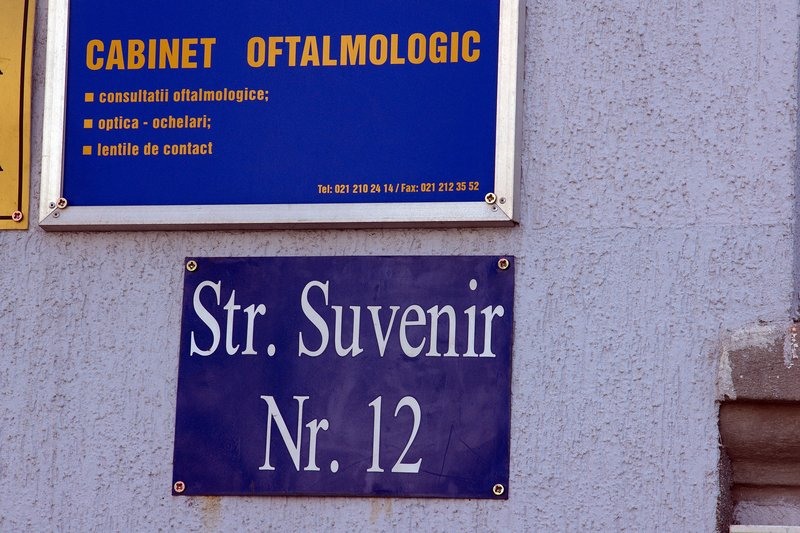 CABINET OFTALMOLOGIC
consultatii oftalmologice;
optica - ochelari;
lentile de contact
Tel: 021 210 24 14 / Fax: 021 212 35 52
Str. Suvenir
Nr. 12